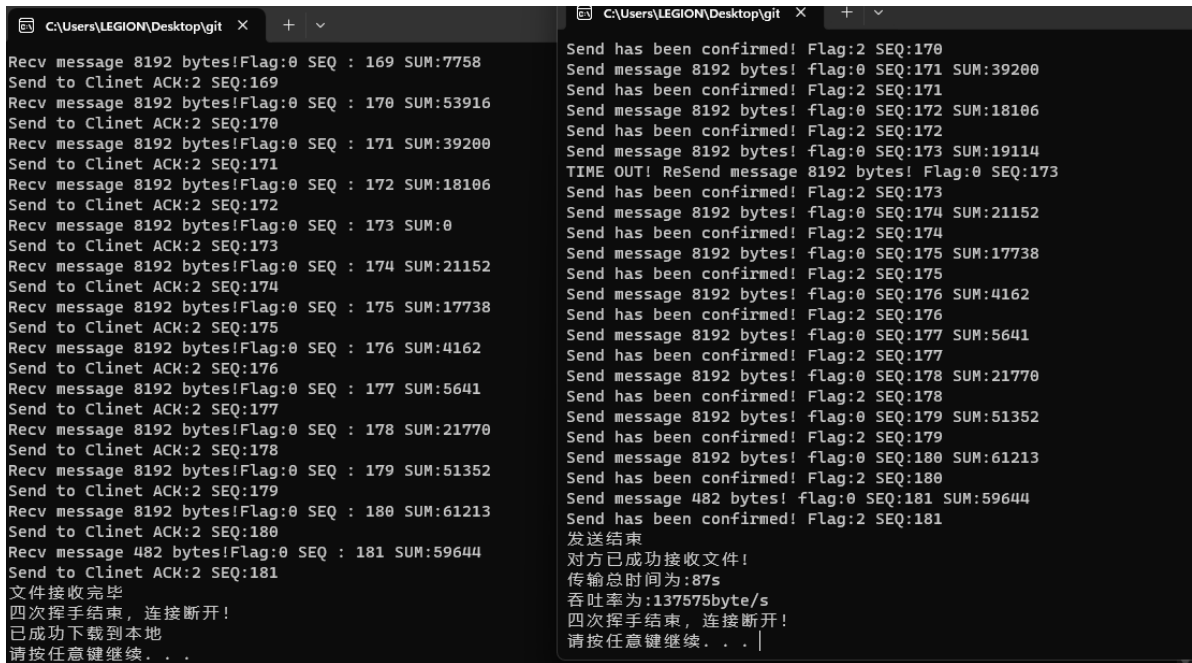 C:\Users\LEGION\Desktop\git
Recv message 8192 bytes!Flag:0 SEQ : 169 SUM:7758
Send to Clinet ACK:2 SEQ:169
Recv message 8192 bytes!Flag:0 SEQ : 170 SUM:53916
Send to Clinet ACK:2 SEQ:170
Recv message 8192 bytes!Flag:0 SEQ : 171 SUM:39200
Send to Clinet ACK:2 SEQ:171
Recv message 8192 bytes!Flag:0 SEQ : 172 SUM:18106
Send to Clinet ACK:2 SEQ:172
Recv message 8192 bytes!Flag:0 SEQ : 173 SUM:0
Send to Clinet ACK:2 SEQ:173
Recv message 8192 bytes!Flag:0 SEQ : 174 SUM:21152
Send to Clinet ACK:2 SEQ:174
Recv message 8192 bytes!Flag:0 SEQ : 175 SUM:17738
Send to Clinet ACK:2 SEQ:175
Recv message 8192 bytes!Flag:0 SEQ : 176 SUM:4162
Send to Clinet ACK:2 SEQ:176
Recv message 8192 bytes!Flag:0 SEQ : 177 SUM:5641
Send to Clinet ACK:2 SEQ:177
Recv message 8192 bytes!Flag:0 SEQ : 178 SUM:21770
Send to Clinet ACK:2 SEQ:178
Recv message 8192 bytes!Flag:0 SEQ : 179 SUM:51352
Send to Clinet ACK:2 SEQ:179
Recv message 8192 bytes!Flag:0 SEQ : 180 SUM:61213
Send to Clinet ACK:2 SEQ:180
Recv message 482 bytes!Flag:0 SEQ : 181 SUM:59644
Send to Clinet ACK:2 SEQ:181
文件接收完毕
四次挥手结束，连接断开！
已成功下载到本地
请按任意键继续. . .
C:\Users\LEGION\Desktop\git
Send has been confirmed! Flag:2 SEQ:170
Send message 8192 bytes! flag:0 SEQ:171 SUM:39200
Send has been confirmed! Flag:2 SEQ:171
Send message 8192 bytes! flag:0 SEQ:172 SUM:18106
Send has been confirmed! Flag:2 SEQ:172
Send message 8192 bytes! flag:0 SEQ:173 SUM:19114
TIME OUT! ReSend message 8192 bytes! Flag:0 SEQ:173
Send has been confirmed! Flag:2 SEQ:173
Send message 8192 bytes! flag:0 SEQ:174 SUM:21152
Send has been confirmed! Flag:2 SEQ:174
Send message 8192 bytes! flag:0 SEQ:175 SUM:17738
Send has been confirmed! Flag:2 SEQ:175
Send message 8192 bytes! flag:0 SEQ:176 SUM:4162
Send has been confirmed! Flag:2 SEQ:176
Send message 8192 bytes! flag:0 SEQ:177 SUM:5641
Send has been confirmed! Flag:2 SEQ:177
Send message 8192 bytes! flag:0 SEQ:178 SUM:21770
Send has been confirmed! Flag:2 SEQ:178
Send message 8192 bytes! flag:0 SEQ:179 SUM:51352
Send has been confirmed! Flag:2 SEQ:179
Send message 8192 bytes! flag:0 SEQ:180 SUM:61213
Send has been confirmed! Flag:2 SEQ:180
Send message 482 bytes! flag:0 SEQ:181 SUM:59644
Send has been confirmed! Flag:2 SEQ:181
发送结束
对方已成功接收文件!
传输总时间为:87s
吞吐率为:137575byte/s
四次挥手结束，连接断开！
请按任意键继续. . .